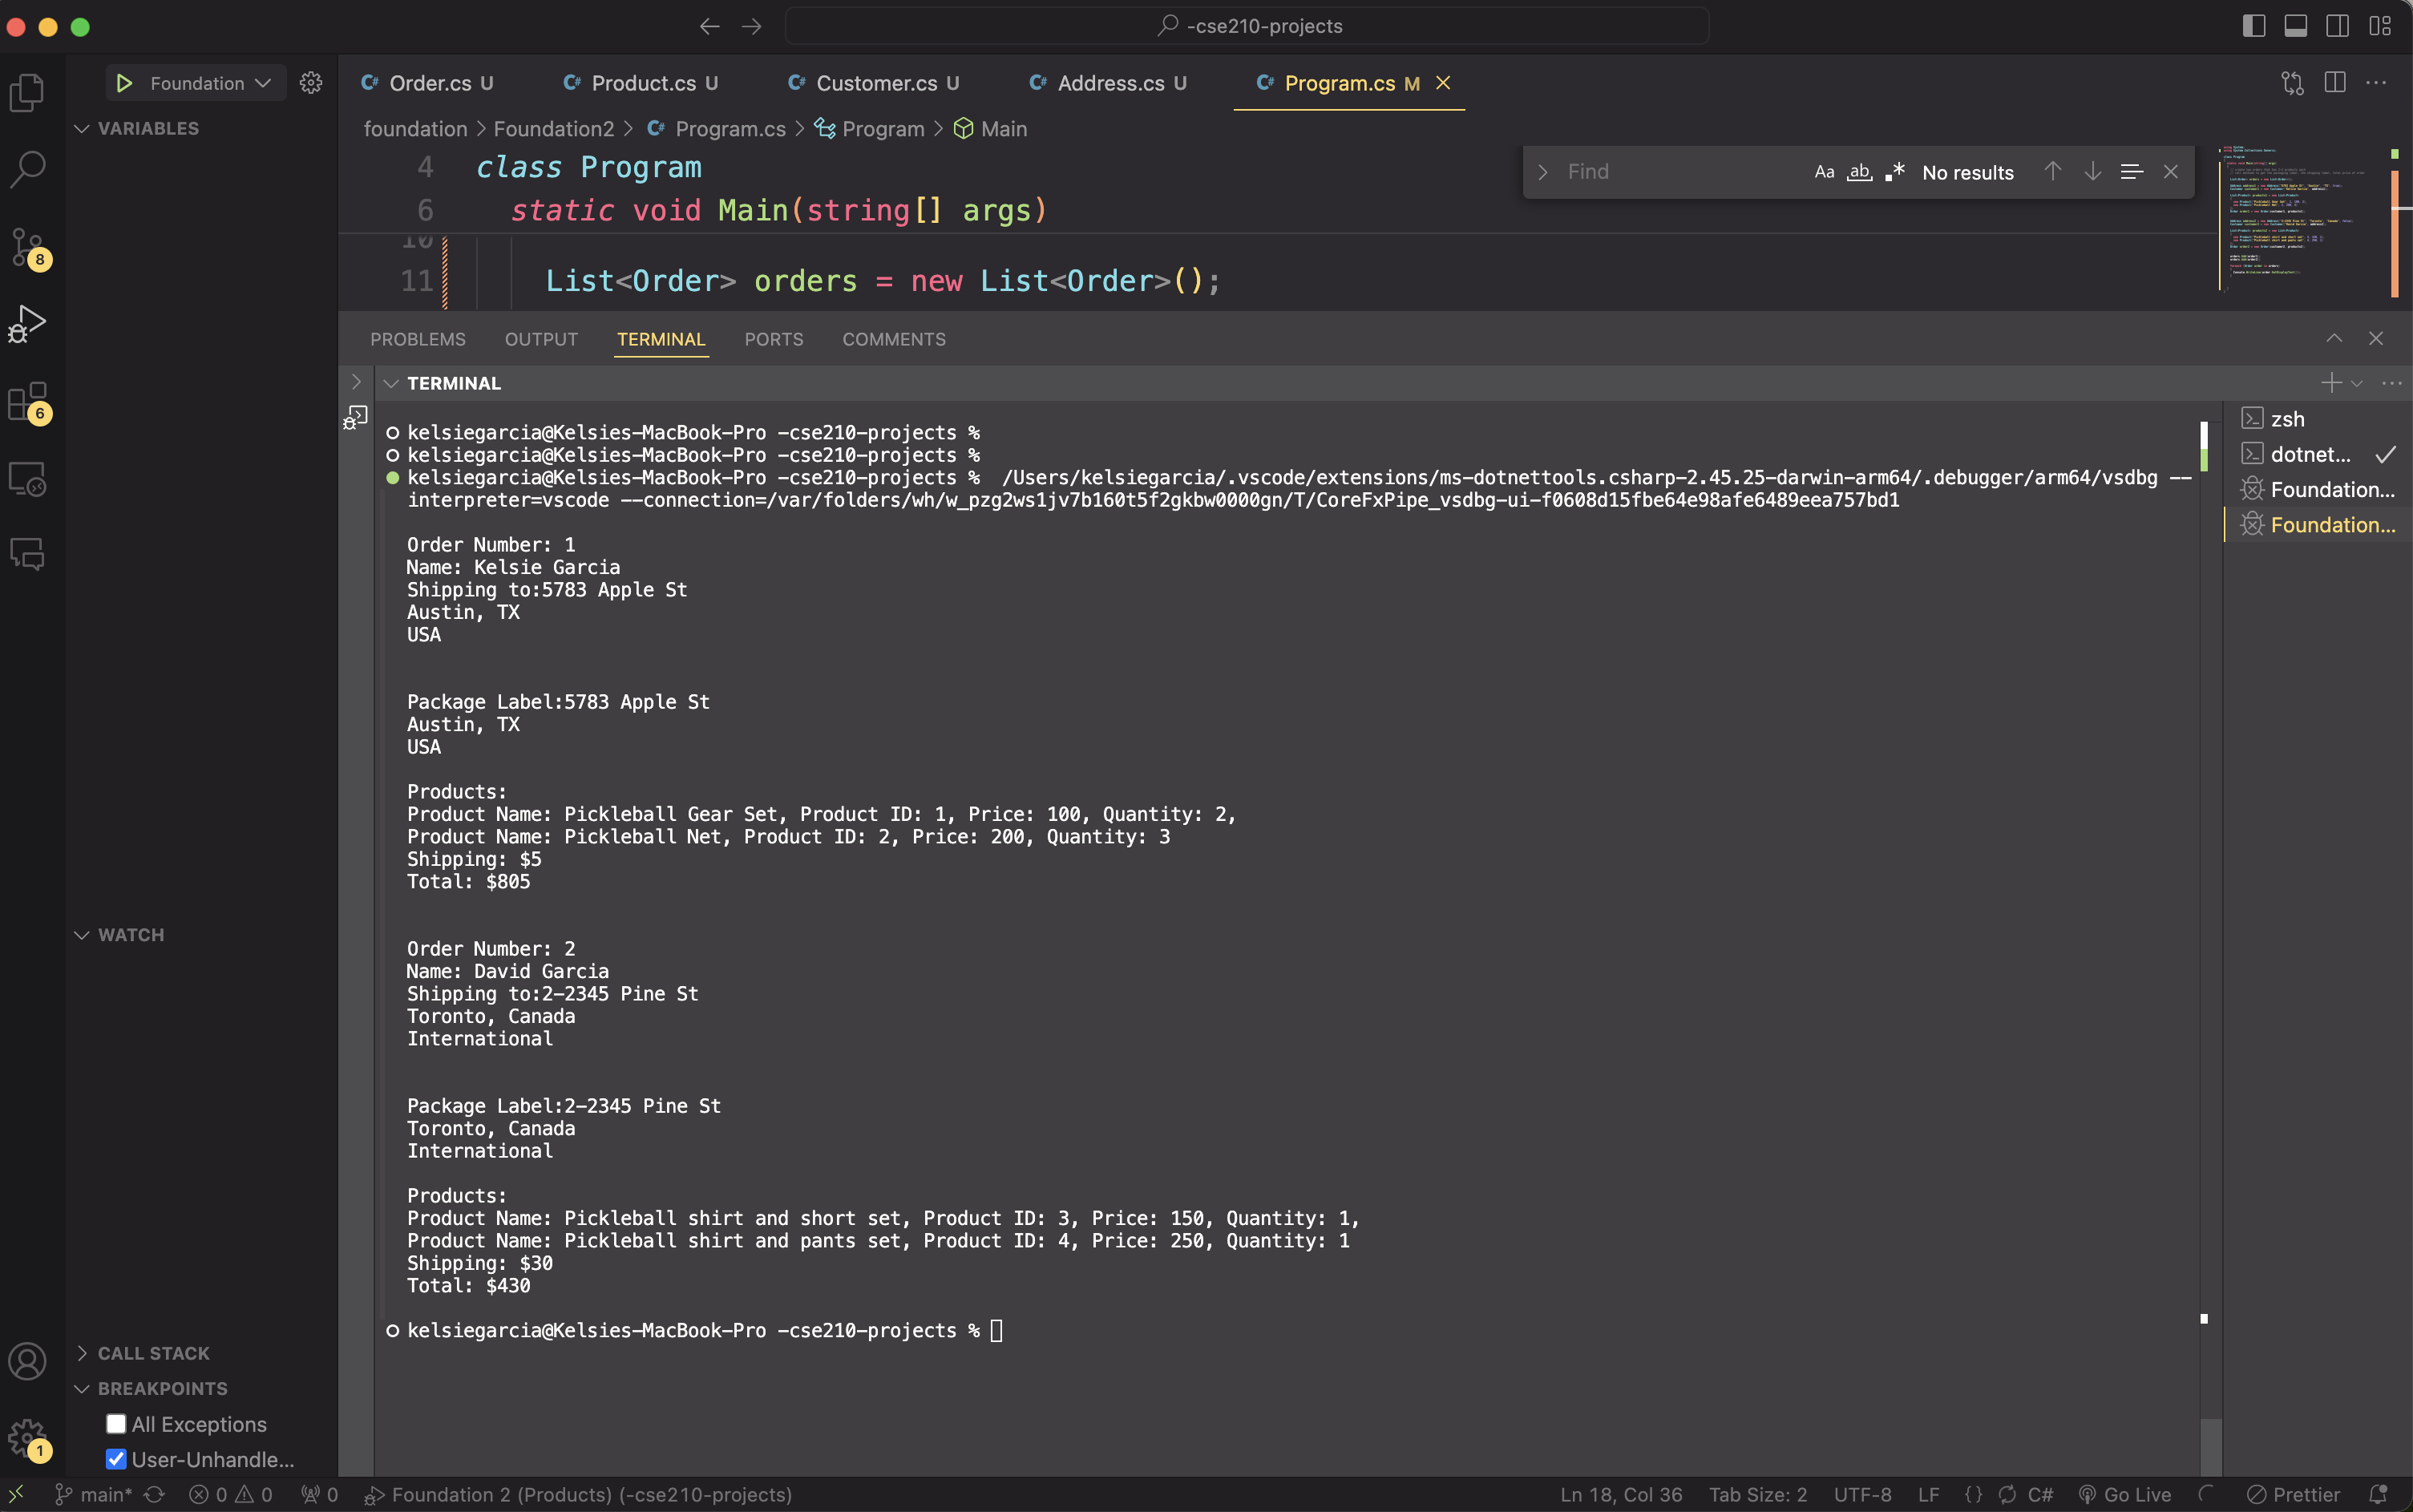 -cse210-projects
Foundation
Order.cs U
Product.cs U
Customer.cs U
Address.cs U
Program.cs M
VARIABLES
foundation > Foundation2 > Program.cs > Program > Main
4 class Program
6 static void Main(string[] args)
10
11 List<Order> orders = new List<Order>();
Find
Aa ab .* No results
8
6
PROBLEMS OUTPUT TERMINAL PORTS COMMENTS
TERMINAL
zsh
dotnet...
Foundation...
Foundation...
kelsiegarcia@Kelsies-MacBook-Pro -cse210-projects %
kelsiegarcia@Kelsies-MacBook-Pro -cse210-projects %
kelsiegarcia@Kelsies-MacBook-Pro -cse210-projects % /Users/kelsiegarcia/.vscode/extensions/ms-dotnettools.csharp-2.45.25-darwin-arm64/.debugger/arm64/vsdbg --
interpreter=vscode --connection=/var/folders/wh/w_pzg2ws1jv7b160t5f2gkbw0000gn/T/CoreFxPipe_vsdbg-ui-f0608d15fbe64e98afe6489eea757bd1
Order Number: 1
Name: Kelsie Garcia
Shipping to:5783 Apple St
Austin, TX
USA
Package Label:5783 Apple St
Austin, TX
USA
Products:
Product Name: Pickleball Gear Set, Product ID: 1, Price: 100, Quantity: 2,
Product Name: Pickleball Net, Product ID: 2, Price: 200, Quantity: 3
Shipping: $5
Total: $805
Order Number: 2
Name: David Garcia
Shipping to:2-2345 Pine St
Toronto, Canada
International
Package Label:2-2345 Pine St
Toronto, Canada
International
Products:
Product Name: Pickleball shirt and short set, Product ID: 3, Price: 150, Quantity: 1,
Product Name: Pickleball shirt and pants set, Product ID: 4, Price: 250, Quantity: 1
Shipping: $30
Total: $430
kelsiegarcia@Kelsies-MacBook-Pro -cse210-projects %
WATCH
CALL STACK
BREAKPOINTS
All Exceptions
User-Unhandle...
1
main* 0 0 0 Foundation 2 (Products) (-cse210-projects)
Ln 18, Col 36 Tab Size: 2 UTF-8 LF {} C# Go Live Prettier